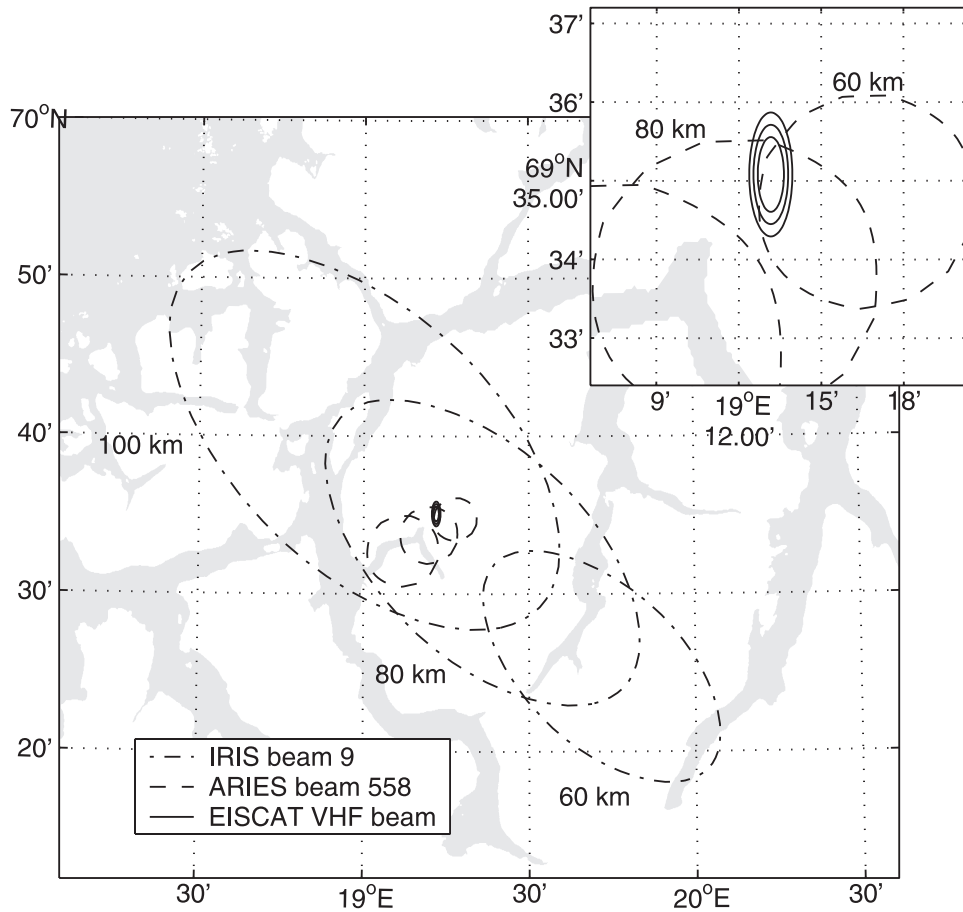 37'
36'
60 km
80 km
69°N
35.00'
34'
33'
9'
19°E
12.00'
15'
18'
70°N
50'
40'
30'
20'
100 km
80 km
60 km
IRIS beam 9
ARIES beam 558
EISCAT VHF beam
30'
19°E
30'
20°E
30'